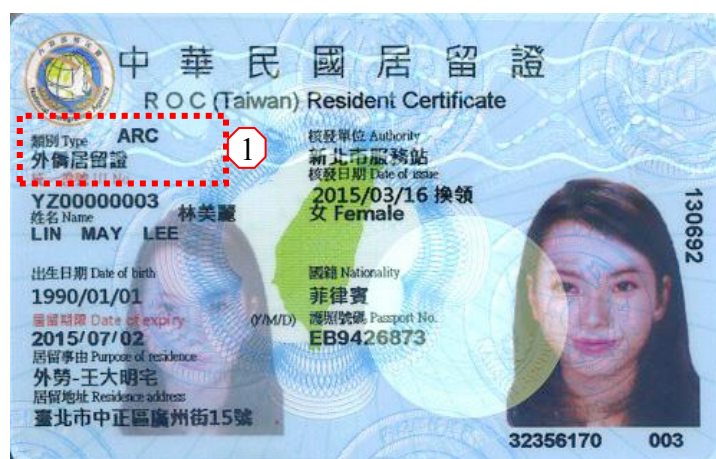 中華民國居留證
ROC (Taiwan) Resident Certificate
類別 Type ARC
外僑居留證
1
核發單位 Authority
新北市服務站
核發日期 Date of issue
2015/03/16 換領
YZ00000003
姓名 Name 林美麗
女 Female
LIN MAY LEE
130692
出生日期 Date of birth
1990/01/01
國籍 Nationality
菲律賓
居留期限 Date of expiry (Y/M/D)
2015/07/02
護照號碼 Passport No.
EB9426873
居留事由 Purpose of residence
外勞-王大明宅
居留地址 Residence address
臺北市中正區廣州街15號
32356170 003